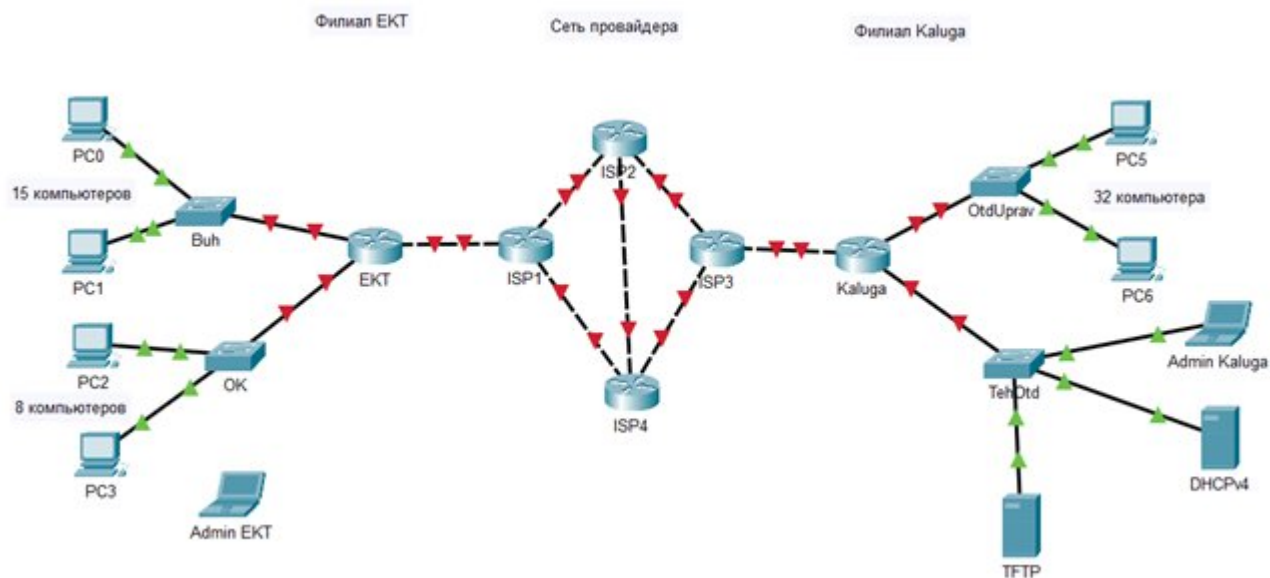 Филиал EKT
Сеть провайдера
Филиал Kaluga
PC0
15 компьютеров
PC1
Buh
PC2
8 компьютеров
PC3
OK
Admin EKT
EKT
ISP1
ISP2
ISP3
ISP4
Kaluga
OtdUprav
PC5
32 компьютера
PC6
TehOtd
Admin Kaluga
DHCPv4
TFTP